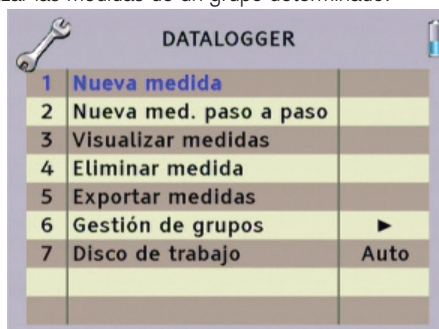 las medidas de un grupo determinado.
DATALOGGER
1 Nueva medida
2 Nueva med. paso a paso
3 Visualizar medidas
4 Eliminar medida
5 Exportar medidas
6 Gestión de grupos ►
7 Disco de trabajo Auto